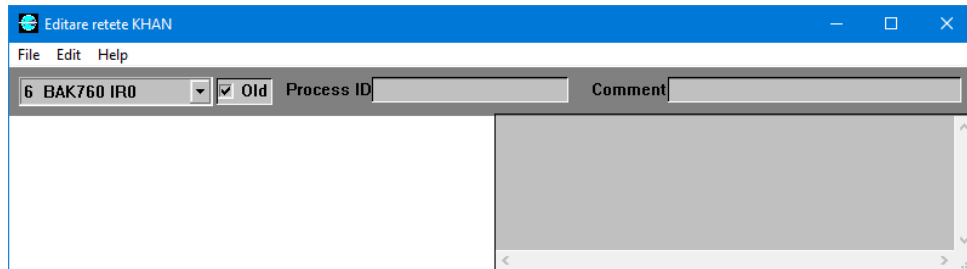 Editare retete KHAN
File Edit Help
6 BAK760 IR0 Old Process ID Comment